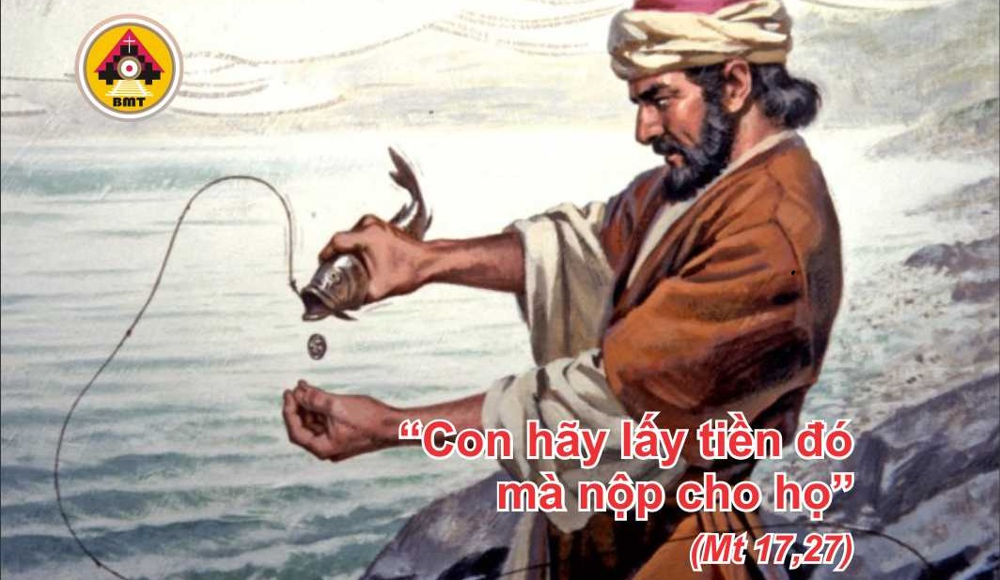 BMT
“Con hãy lấy tiền đó
mà nộp cho họ”
(Mt 17,27)